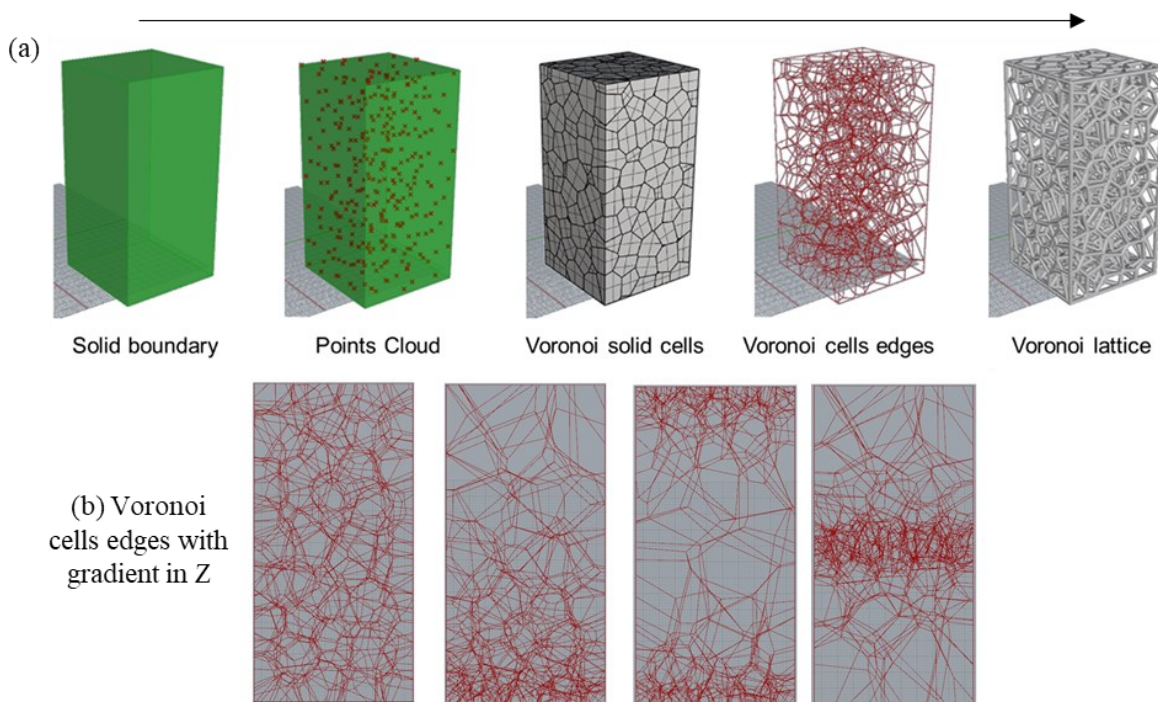 (a)
Solid boundary
Points Cloud
Voronoi solid cells
Voronoi cells edges
Voronoi lattice
(b) Voronoi
cells edges with
gradient in Z